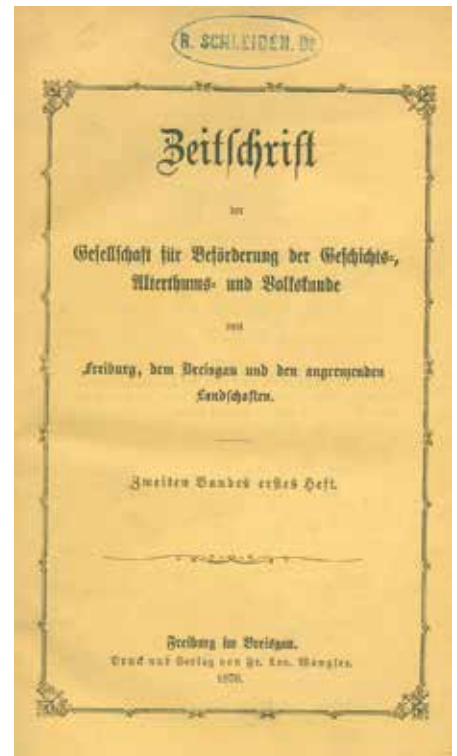 R. SCHLEIDEN. Dr
Zeitschrift
der
Gesellschaft für Beförderung der Geschichts-,
Alterthums- und Volkskunde
von
Freiburg, dem Breisgau und den angrenzenden
Landschaften.
Zweiten Bandes erstes Heft.
Freiburg im Breisgau.
Druck und Verlag von Fr. Xav. Wangler.